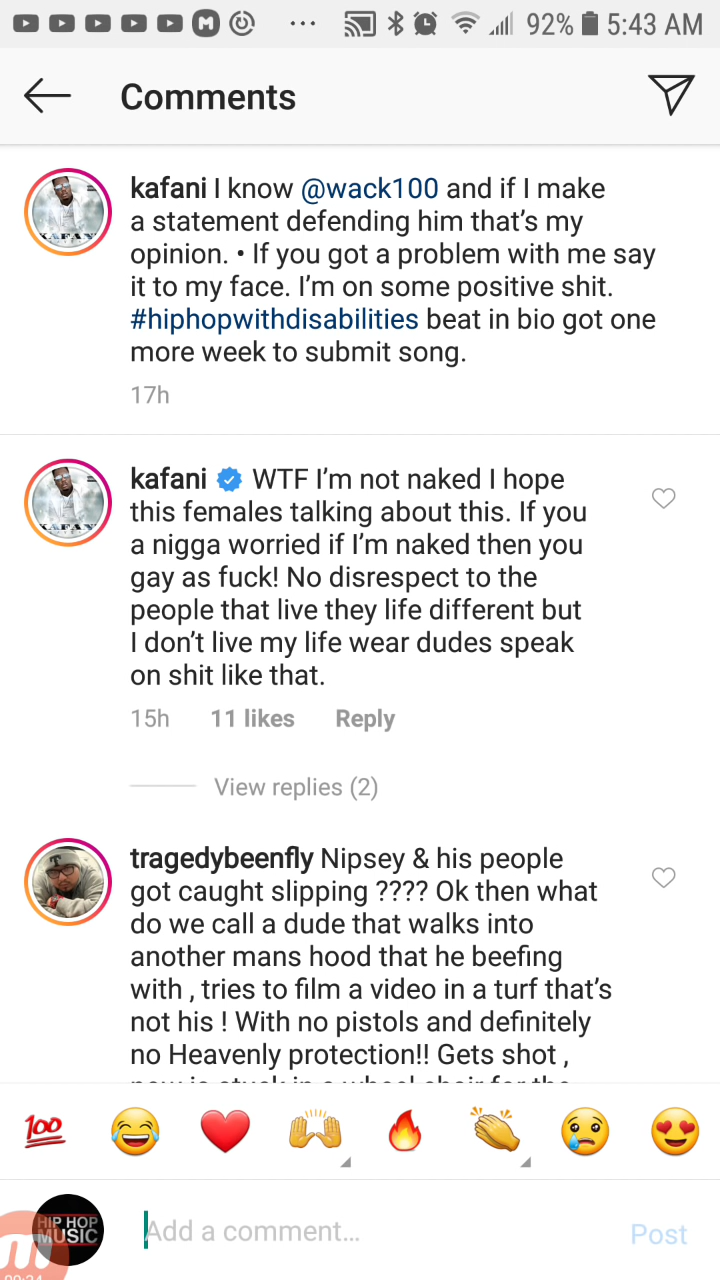 92% 5:43 AM
Comments
kafani I know @wack100 and if I make
a statement defending him that's my
opinion. • If you got a problem with me say
it to my face. I'm on some positive shit.
#hiphopwithdisabilities beat in bio got one
more week to submit song.
17h
kafani WTF I'm not naked I hope
this females talking about this. If you
a nigga worried if I'm naked then you
gay as fuck! No disrespect to the
people that live they life different but
I don't live my life wear dudes speak
on shit like that.
15h 11 likes Reply
View replies (2)
tragedybeenfly Nipsey & his people
got caught slipping ???? Ok then what
do we call a dude that walks into
another mans hood that he beefing
with , tries to film a video in a turf that's
not his ! With no pistols and definitely
no Heavenly protection!! Gets shot ,
100
HIP HOP
MUSIC
Add a comment...
Post